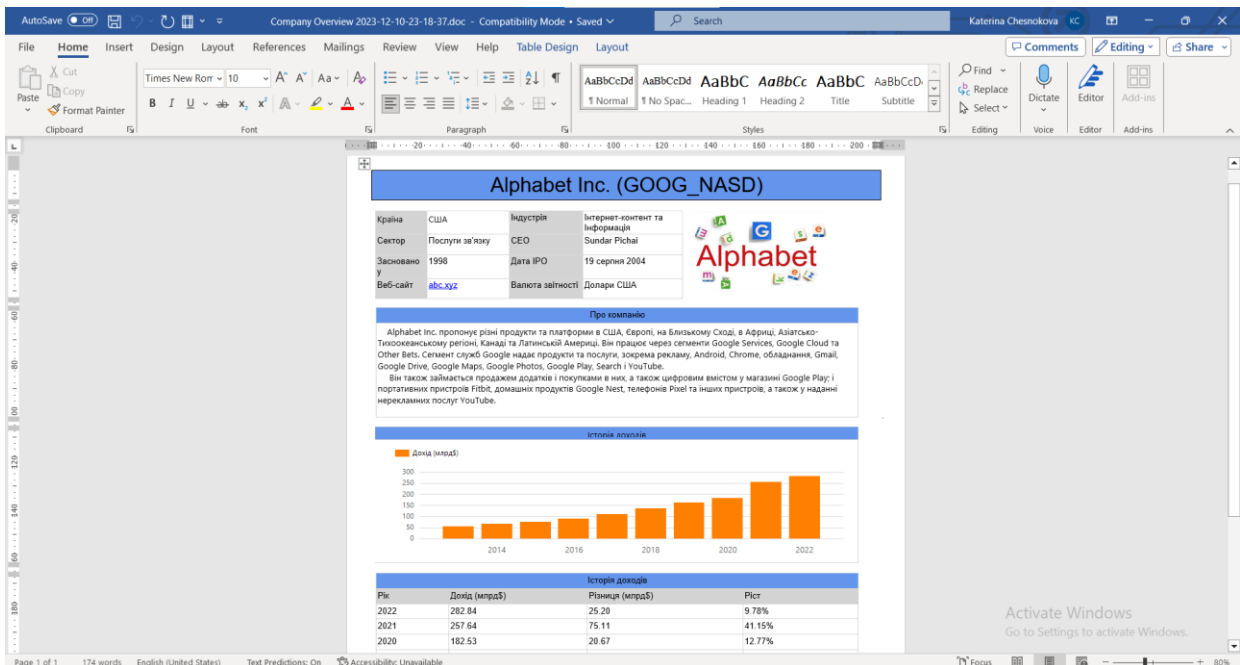 AutoSave Off Company Overview 2023-12-10-23-18-37.doc - Compatibility Mode • Saved Search Katerina Chesnokova KC
File Home Insert Design Layout References Mailings Review View Help Table Design Layout Comments Editing Share
Paste
Cut
Copy
Format Painter
Clipboard
Times New Rom 10
Font
Paragraph
AaBbCcDd AaBbCcDd AaBbC AaBbCc AaBbC AaBbCcD
¶ Normal ¶ No Spac... Heading 1 Heading 2 Title Subtitle
Styles
Find
Replace
Select
Editing
Dictate
Voice
Editor
Editor
Add-ins
Add-ins
Alphabet Inc. (GOOG_NASD)
Країна США Індустрія Інтернет-контент та
Інформація
Сектор Послуги зв'язку CEO Sundar Pichai
Засновано 1998 Дата IPO 19 серпня 2004
у
Веб-сайт abc.xyz Валюта звітності Долари США
Alphabet
Про компанію
Alphabet Inc. пропонує різні продукти та платформи в США, Європі, на Близькому Сході, в Африці, Азіатсько-
Тихоокеанському регіоні, Канаді та Латинській Америці. Він працює через сегменти Google Services, Google Cloud та
Other Bets. Сегмент служб Google надає продукти та послуги, зокрема рекламу, Android, Chrome, обладнання, Gmail,
Google Drive, Google Maps, Google Photos, Google Play, Search і YouTube.
Він також займається продажем додатків і покупками в них, а також цифровим вмістом у магазині Google Play; і
портативних пристроїв Fitbit, домашніх продуктів Google Nest, телефонів Pixel та інших пристроїв, а також у наданні
нерекламних послуг YouTube.
Історія доходів
Дохід (млрд$)
300
250
200
150
100
50
0
2014 2016 2018 2020 2022
Історія доходів
Рік Дохід (млрд$) Різниця (млрд$) Ріст
2022 282.84 25.20 9.78%
2021 257.64 75.11 41.15%
2020 182.53 20.67 12.77%
Activate Windows
Go to Settings to activate Windows.
Page 1 of 1 174 words English (United States) Text Predictions: On Accessibility: Unavailable Focus 80%